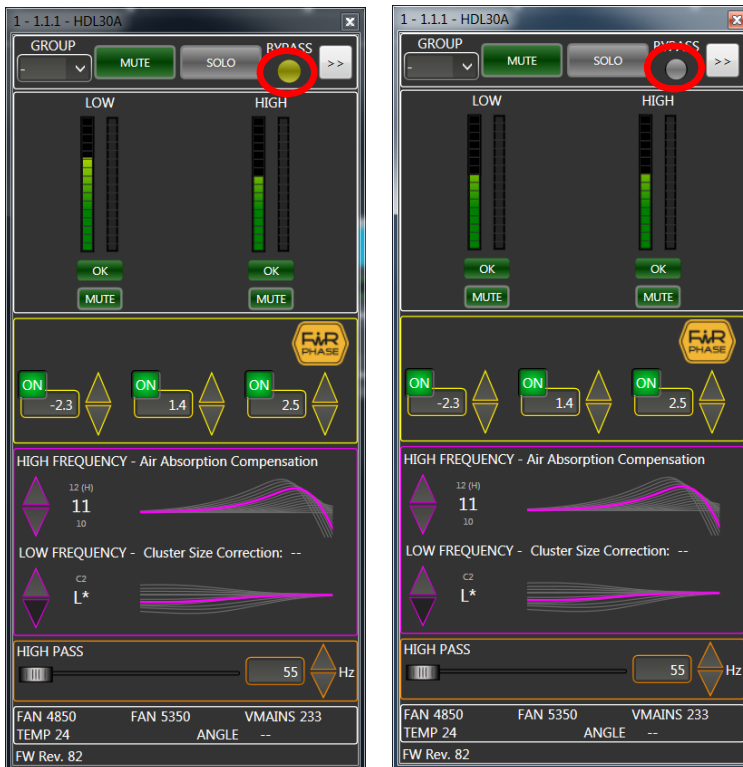 1 - 1.1.1 - HDL30A x
GROUP BYPASS
- MUTE SOLO >>
LOW HIGH
OK OK
MUTE MUTE
FiR
PHASE
ON ON ON
-2.3 1.4 2.5
HIGH FREQUENCY - Air Absorption Compensation
12 (H)
11
10
LOW FREQUENCY - Cluster Size Correction: --
C2
L*
HIGH PASS
55 Hz
FAN 4850 FAN 5350 VMAINS 233
TEMP 24 ANGLE --
FW Rev. 82
1 - 1.1.1 - HDL30A x
GROUP BYPASS
- MUTE SOLO >>
LOW HIGH
OK OK
MUTE MUTE
FiR
PHASE
ON ON ON
-2.3 1.4 2.5
HIGH FREQUENCY - Air Absorption Compensation
12 (H)
11
10
LOW FREQUENCY - Cluster Size Correction: --
C2
L*
HIGH PASS
55 Hz
FAN 4850 FAN 5350 VMAINS 233
TEMP 24 ANGLE --
FW Rev. 82